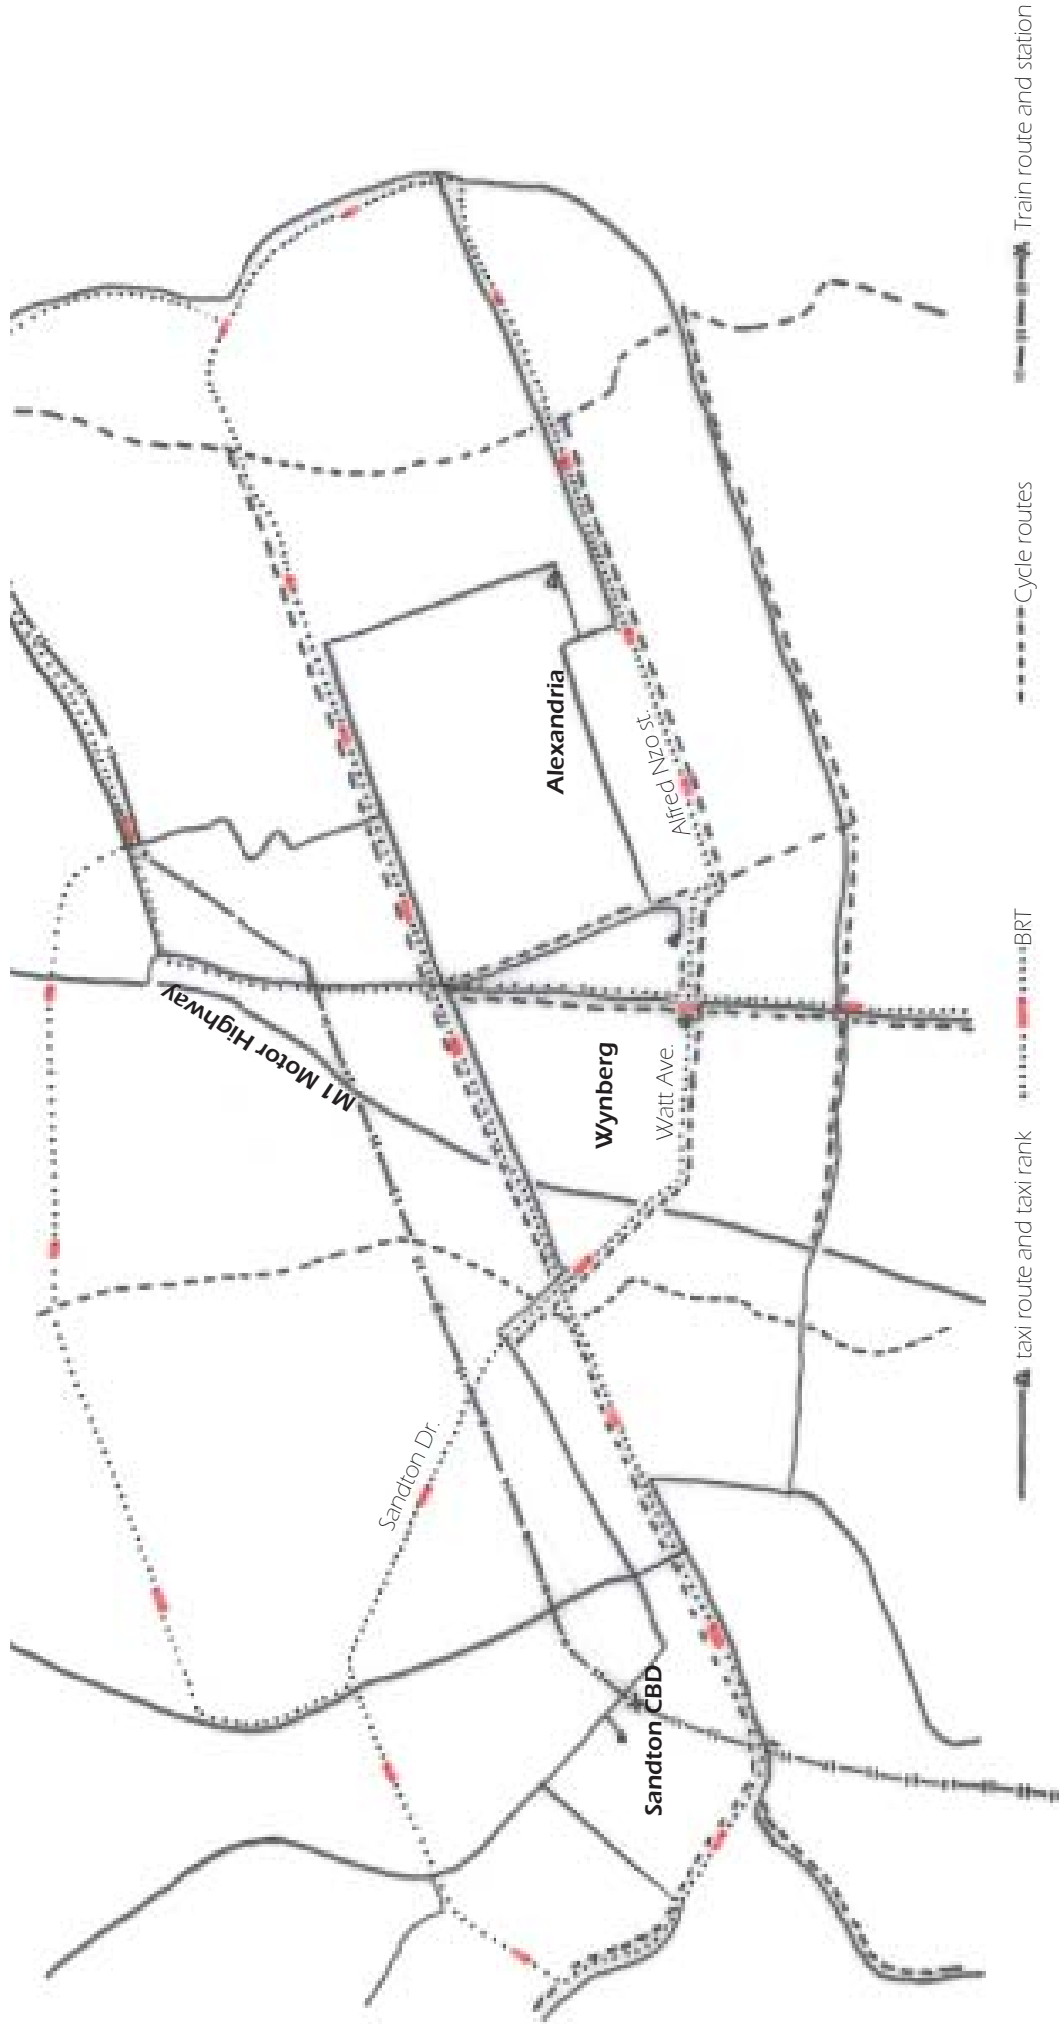 Sandton Dr.
M1 Motor Highway
Sandton CBD
Wynberg
Watt Ave.
Alexandria
Alfred Nzo st.
taxi route and taxi rank
BRT
Cycle routes
Train route and station